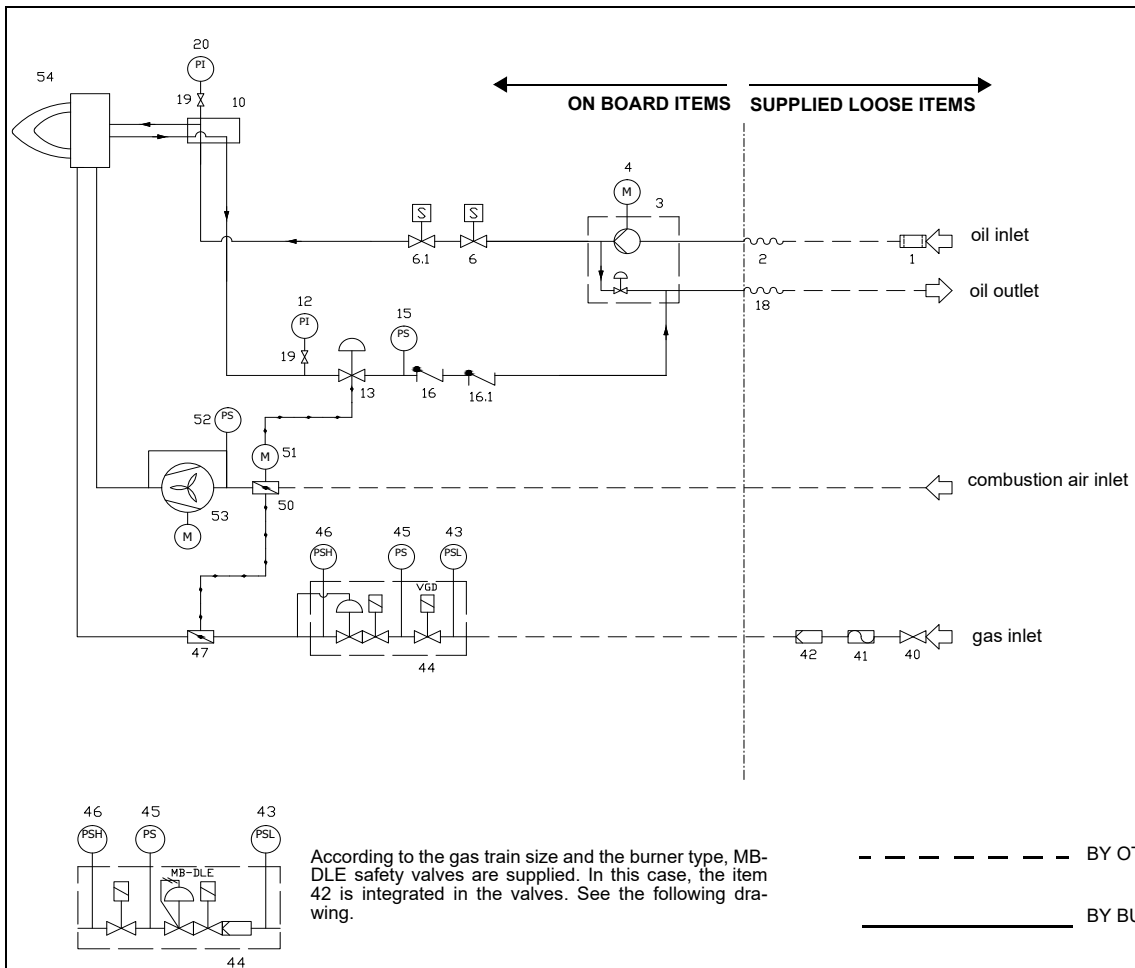 20
54
PI
19
10
ON BOARD ITEMS
SUPPLIED LOOSE ITEMS
4
M
3
S
S
6.1
6
2
1
oil inlet
18
oil outlet
12
PI
19
15
PS
13
16
16.1
52
PS
51
M
50
53
M
combustion air inlet
46
PSH
45
PS
43
PSL
VGD
47
44
42
41
40
gas inlet
46
45
43
PSH
PS
PSL
MB-DLE
44
According to the gas train size and the burner type, MB-
DLE safety valves are supplied. In this case, the item
42 is integrated in the valves. See the following dra-
wing.
BY OT
BY BU